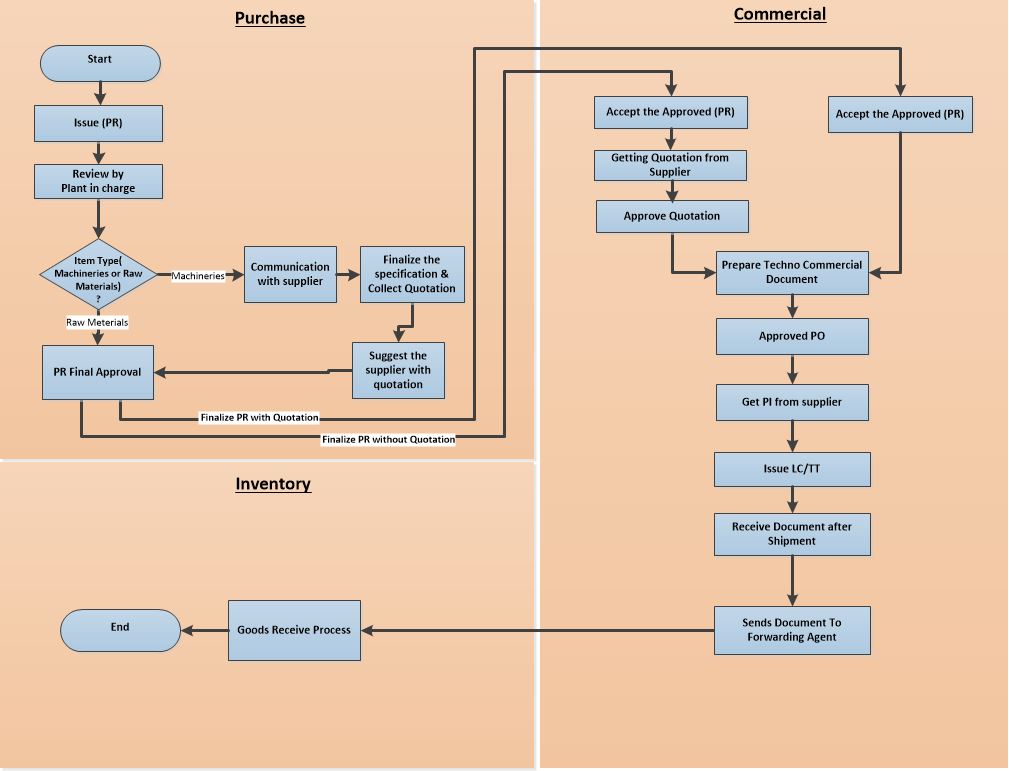 Purchase
Start
Issue (PR)
Review by
Plant in charge
Item Type(
Machineries or Raw
Materials)
?
Machineries
Communication
with supplier
Finalize the
specification &
Collect Quotation
Raw Meterials
PR Final Approval
Suggest the
supplier with
quotation
Finalize PR with Quotation
Finalize PR without Quotation
Commercial
Accept the Approved (PR)
Accept the Approved (PR)
Getting Quotation from
Supplier
Approve Quotation
Prepare Techno Commercial
Document
Approved PO
Get PI from supplier
Issue LC/TT
Receive Document after
Shipment
Sends Document To
Forwarding Agent
Inventory
Goods Receive Process
End